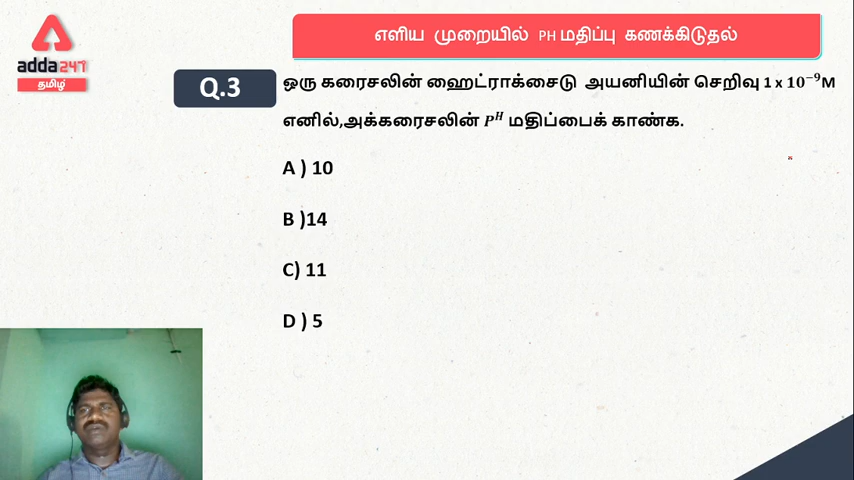 எளிய முறையில் PH மதிப்பு கணக்கிடுதல்
adda247
தமிழ்
Q.3
ஒரு கரைசலின் ஹைட்ராக்சைடு அயனியின் செறிவு 1 x 10⁻⁹M
எனில்,அக்கரைசலின் Pᴴ மதிப்பைக் காண்க.
A ) 10
B )14
C) 11
D ) 5